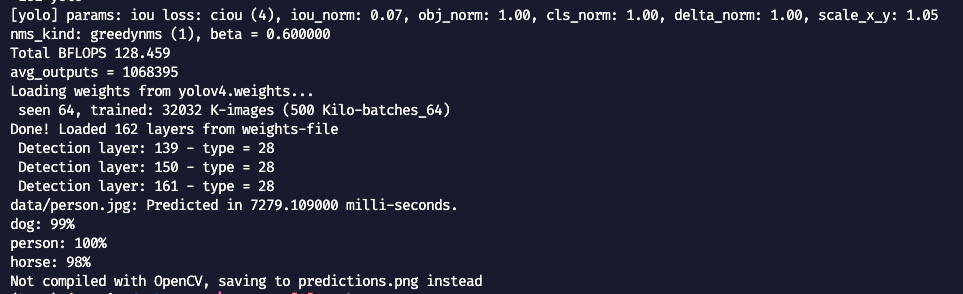 [yolo] params: iou loss: ciou (4), iou_norm: 0.07, obj_norm: 1.00, cls_norm: 1.00, delta_norm: 1.00, scale_x_y: 1.05
nms_kind: greedynms (1), beta = 0.600000
Total BFLOPS 128.459
avg_outputs = 1068395
Loading weights from yolov4.weights...
 seen 64, trained: 32032 K-images (500 Kilo-batches_64)
Done! Loaded 162 layers from weights-file
 Detection layer: 139 - type = 28
 Detection layer: 150 - type = 28
 Detection layer: 161 - type = 28
data/person.jpg: Predicted in 7279.109000 milli-seconds.
dog: 99%
person: 100%
horse: 98%
Not compiled with OpenCV, saving to predictions.png instead